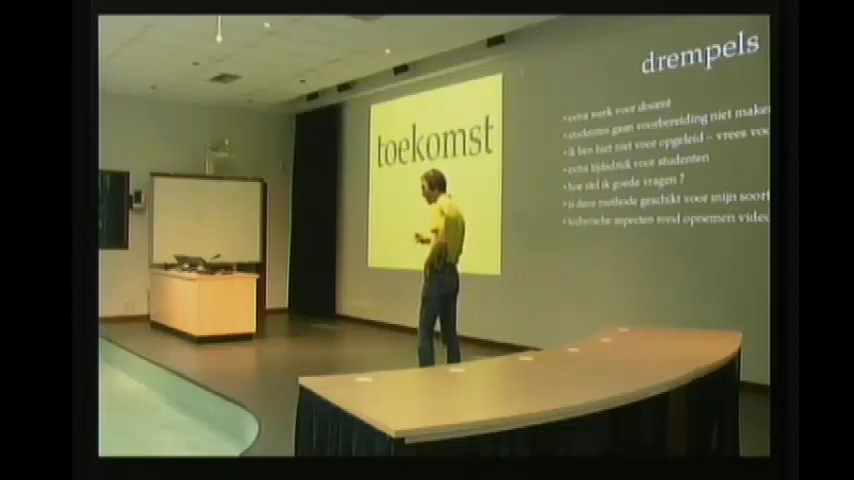 drempels
toekomst
• extra werk voor docent
• studenten gaan voorbereiding niet maken
• ik ben hier niet voor opgeleid – vrees voo
• extra tijdsdruk voor studenten
• hoe stel ik goede vragen ?
• is deze methode geschikt voor mijn soort
• technische aspecten rond opnemen video